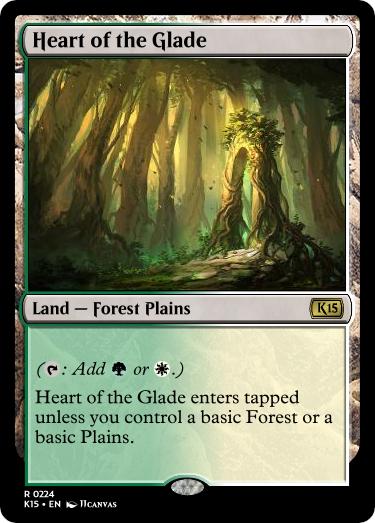 Heart of the Glade
Land — Forest Plains
K15
(: Add or .)
Heart of the Glade enters tapped
unless you control a basic Forest or a
basic Plains.
R 0224
K15 • EN JJCANVAS